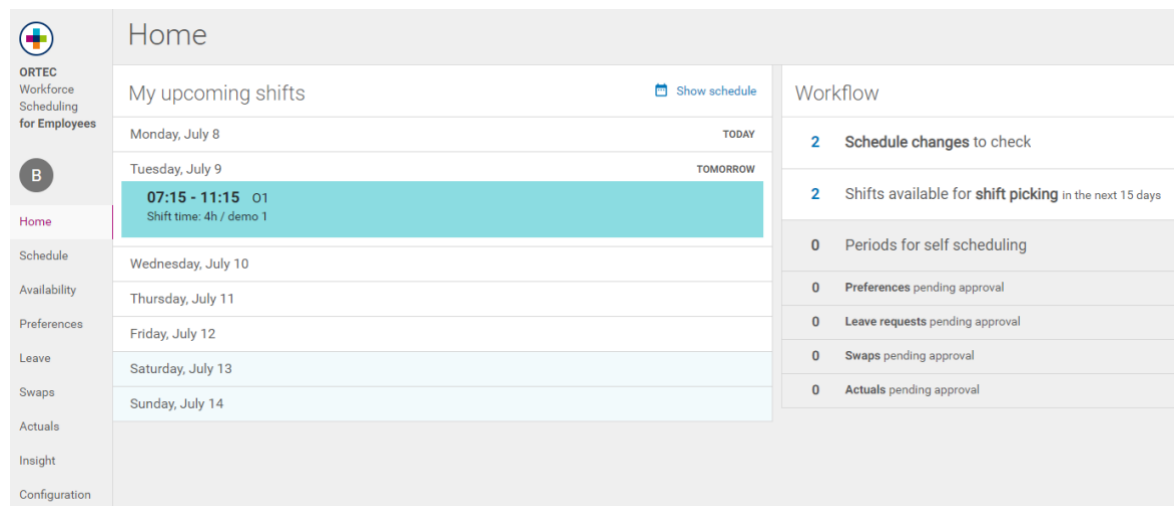 Home
ORTEC
Workforce
Scheduling
for Employees
B
Home
Schedule
Availability
Preferences
Leave
Swaps
Actuals
Insight
Configuration
My upcoming shifts
Show schedule
Monday, July 8 TODAY
Tuesday, July 9 TOMORROW
07:15 - 11:15 O1
Shift time: 4h / demo 1
Wednesday, July 10
Thursday, July 11
Friday, July 12
Saturday, July 13
Sunday, July 14
Workflow
2 Schedule changes to check
2 Shifts available for shift picking in the next 15 days
0 Periods for self scheduling
0 Preferences pending approval
0 Leave requests pending approval
0 Swaps pending approval
0 Actuals pending approval